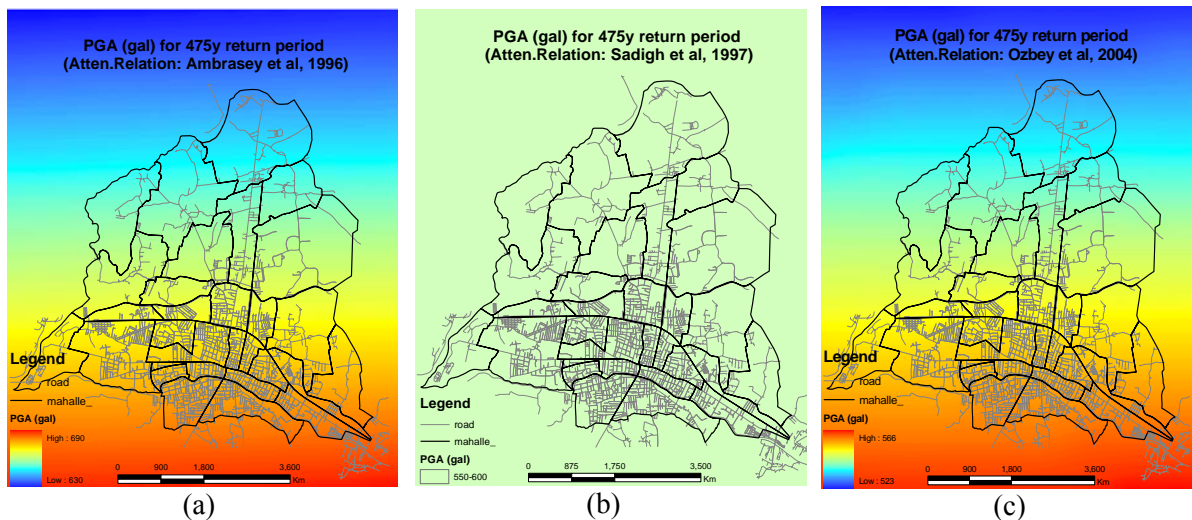 PGA (gal) for 475y return period
(Atten.Relation: Ambrasey et al, 1996)
Legend
road
mahalle_
PGA (gal)
High : 690
Low : 630
0 900 1,800 3,600
Km
(a)
PGA (gal) for 475y return period
(Atten.Relation: Sadigh et al, 1997)
Legend
road
mahalle_
PGA (gal)
550-600
0 875 1,750 3,500
Km
(b)
PGA (gal) for 475y return period
(Atten.Relation: Ozbey et al, 2004)
Legend
road
mahalle_
PGA (gal)
High : 566
Low : 523
0 900 1,800 3,600
Km
(c)